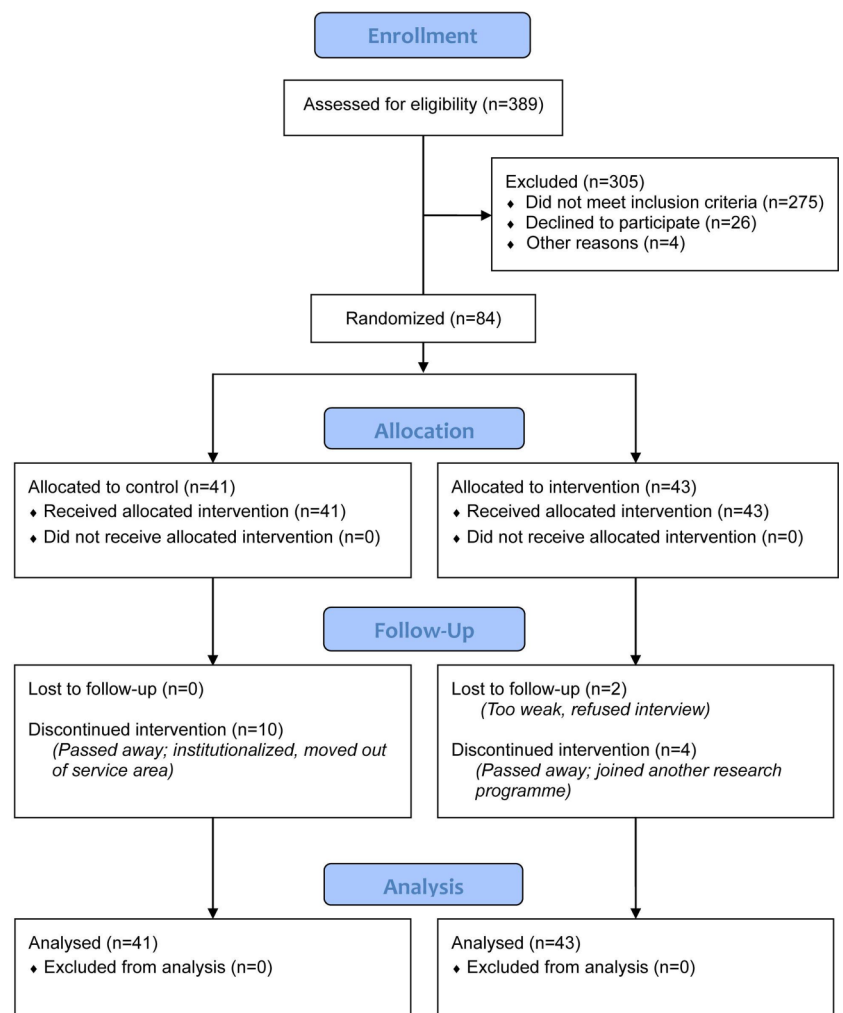 Enrollment
Assessed for eligibility (n=389)
Excluded (n=305)
♦ Did not meet inclusion criteria (n=275)
♦ Declined to participate (n=26)
♦ Other reasons (n=4)
Randomized (n=84)
Allocation
Allocated to control (n=41)
♦ Received allocated intervention (n=41)
♦ Did not receive allocated intervention (n=0)
Allocated to intervention (n=43)
♦ Received allocated intervention (n=43)
♦ Did not receive allocated intervention (n=0)
Follow-Up
Lost to follow-up (n=0)
Discontinued intervention (n=10)
(Passed away; institutionalized, moved out
of service area)
Lost to follow-up (n=2)
(Too weak, refused interview)
Discontinued intervention (n=4)
(Passed away; joined another research
programme)
Analysis
Analysed (n=41)
♦ Excluded from analysis (n=0)
Analysed (n=43)
♦ Excluded from analysis (n=0)